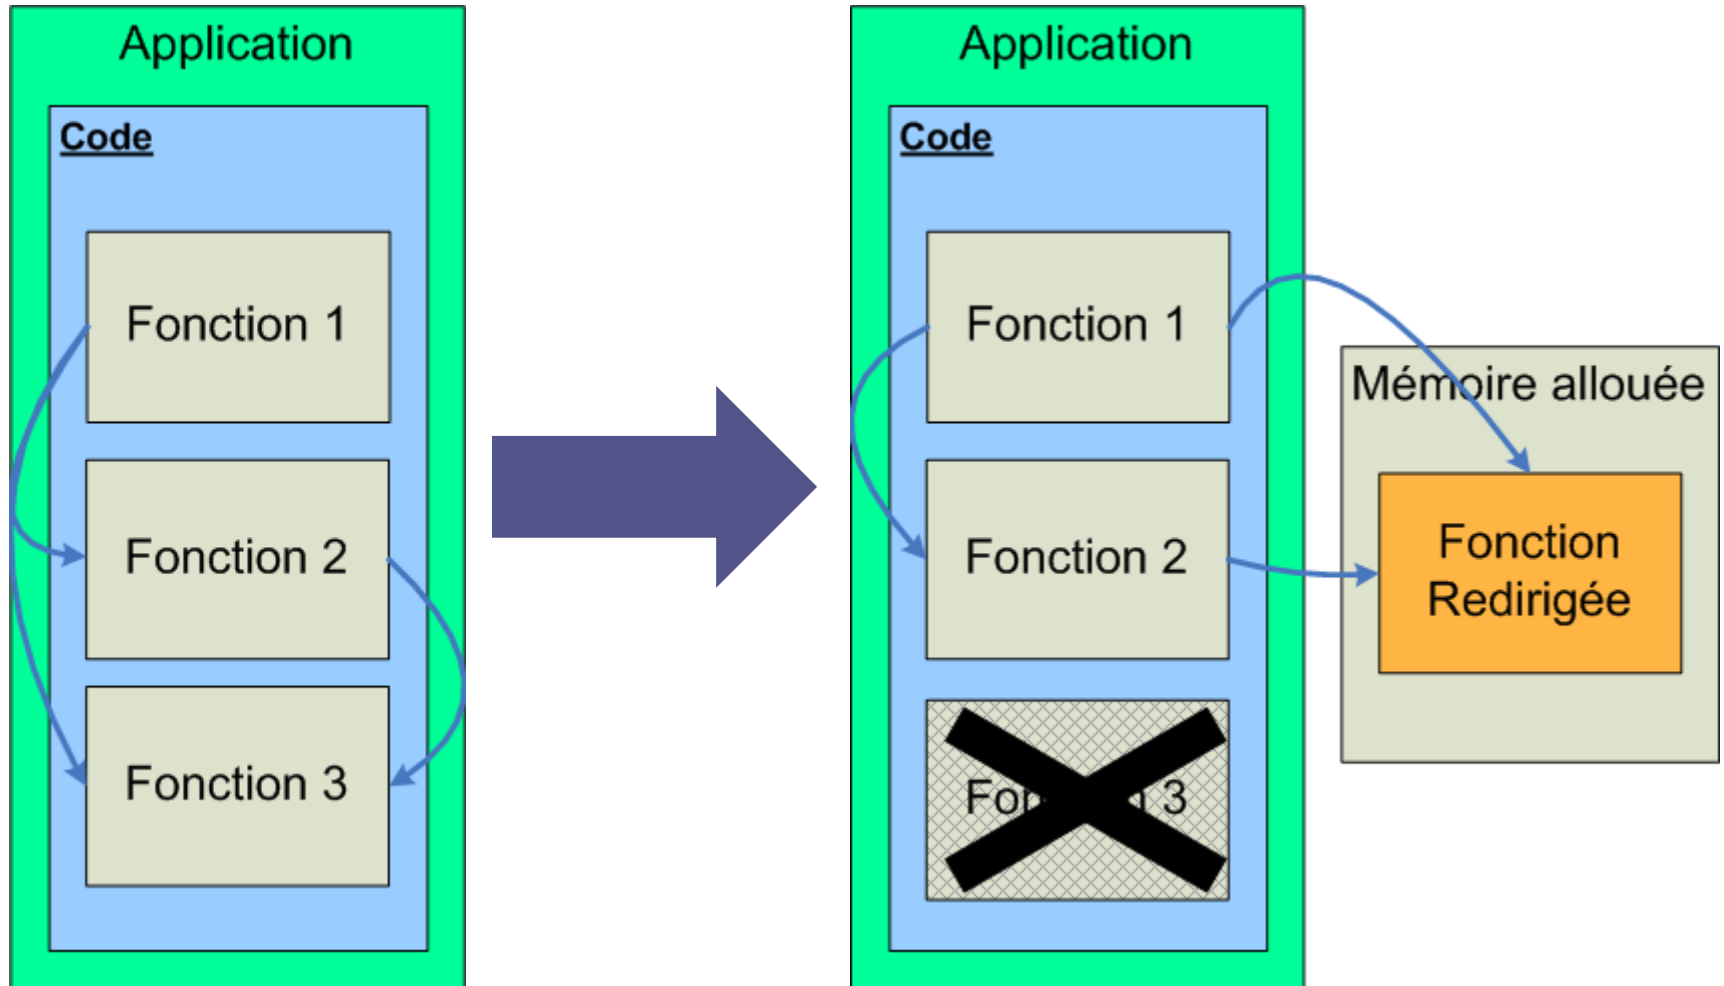 Application
Code
Fonction 1
Fonction 2
Fonction 3
Application
Code
Fonction 1
Fonction 2
Fonction 3
Mémoire allouée
Fonction
Redirigée